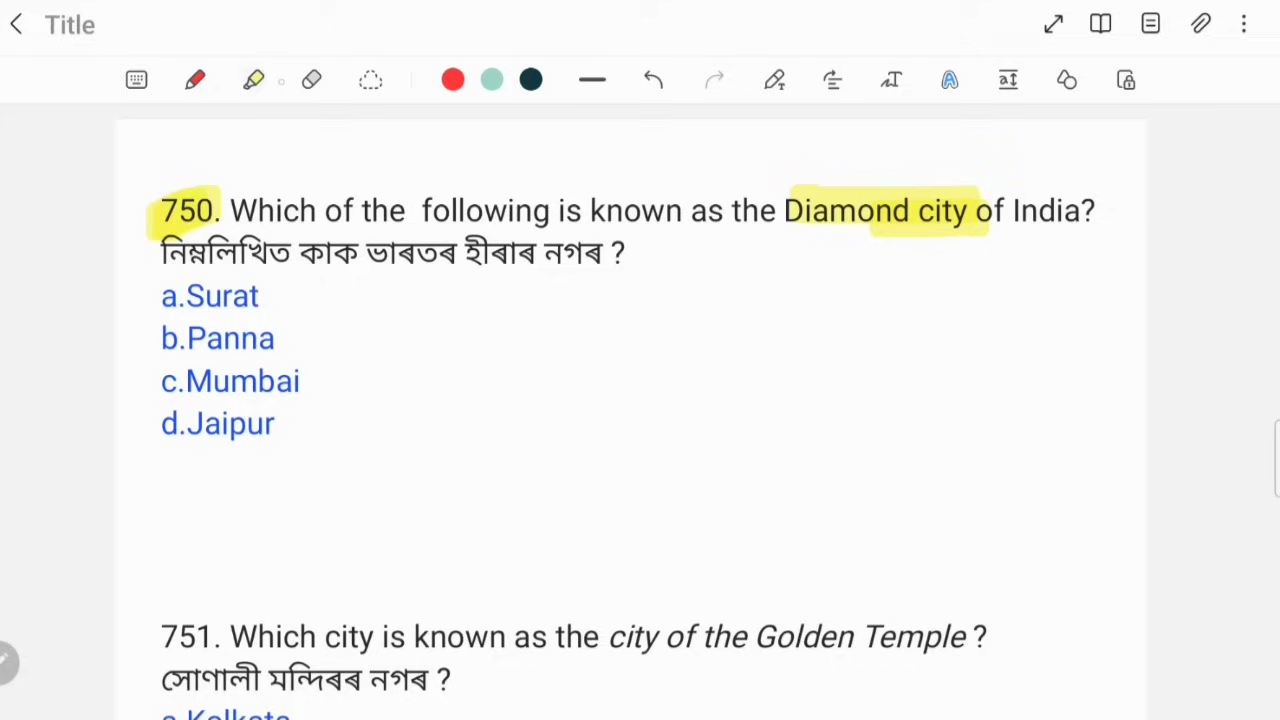 Title
750. Which of the following is known as the Diamond city of India?
নিম্নলিখিত কাক ভাৰতৰ হীৰাৰ নগৰ ?
a.Surat
b.Panna
c.Mumbai
d.Jaipur
751. Which city is known as the city of the Golden Temple ?
সোণালী মন্দিৰৰ নগৰ ?
a.Kolkata